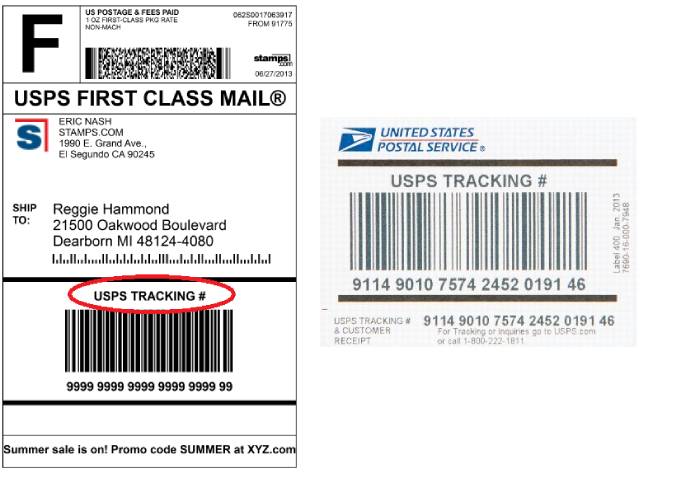 F
US POSTAGE & FEES PAID
1 OZ FIRST-CLASS PKG RATE
NON-MACH
062S0017063917
FROM 91775
stamps
.com
06/27/2013
USPS FIRST CLASS MAIL®
S
ERIC NASH
STAMPS.COM
1990 E. Grand Ave.,
El Segundo CA 90245
SHIP
TO:
Reggie Hammond
21500 Oakwood Boulevard
Dearborn MI 48124-4080
USPS TRACKING #
9999 9999 9999 9999 9999 99
Summer sale is on! Promo code SUMMER at XYZ.com
UNITED STATES
POSTAL SERVICE ®
USPS TRACKING #
9114 9010 7574 2452 0191 46
Label 400 Jan. 2013
7690-16-000-7948
USPS TRACKING #
& CUSTOMER
RECEIPT
9114 9010 7574 2452 0191 46
For Tracking or inquiries go to USPS.com
or call 1-800-222-1811